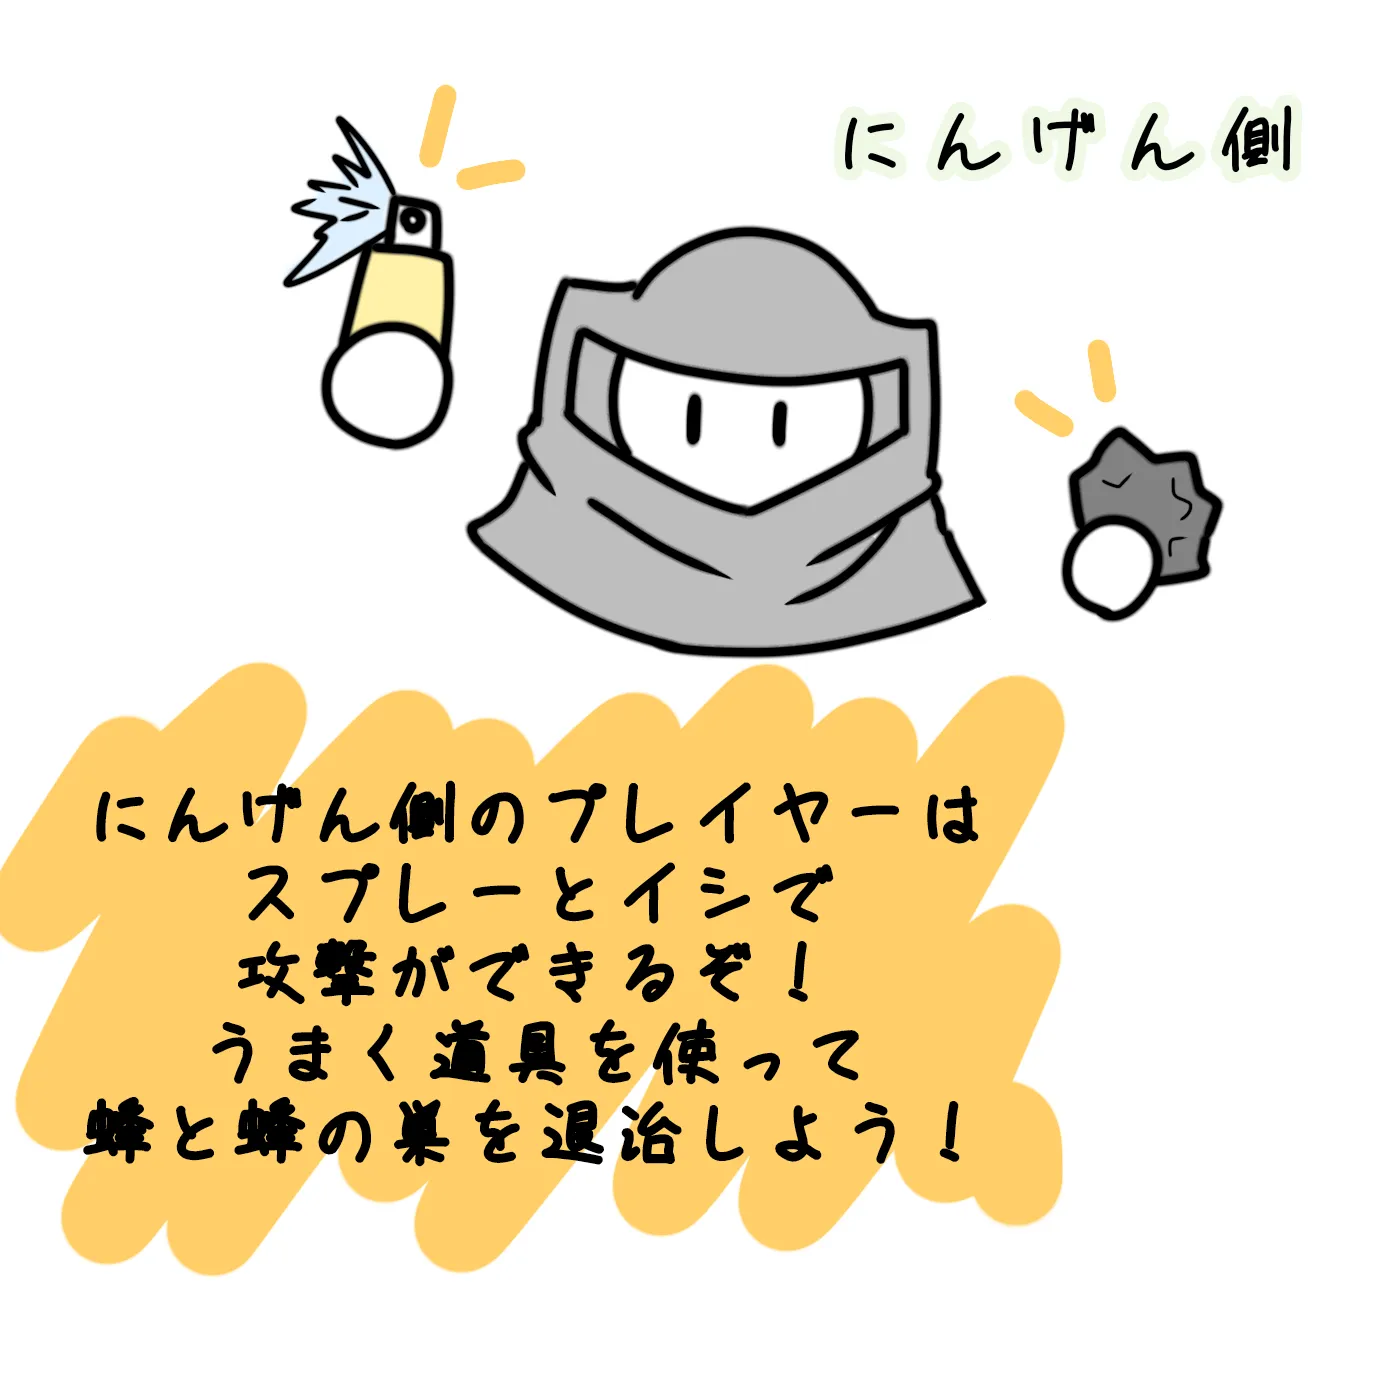 にんげん側
にんげん側のプレイヤーは
スプレーとイシで
攻撃ができるぞ！
うまく道具を使って
蜂と蜂の巣を退治しよう！